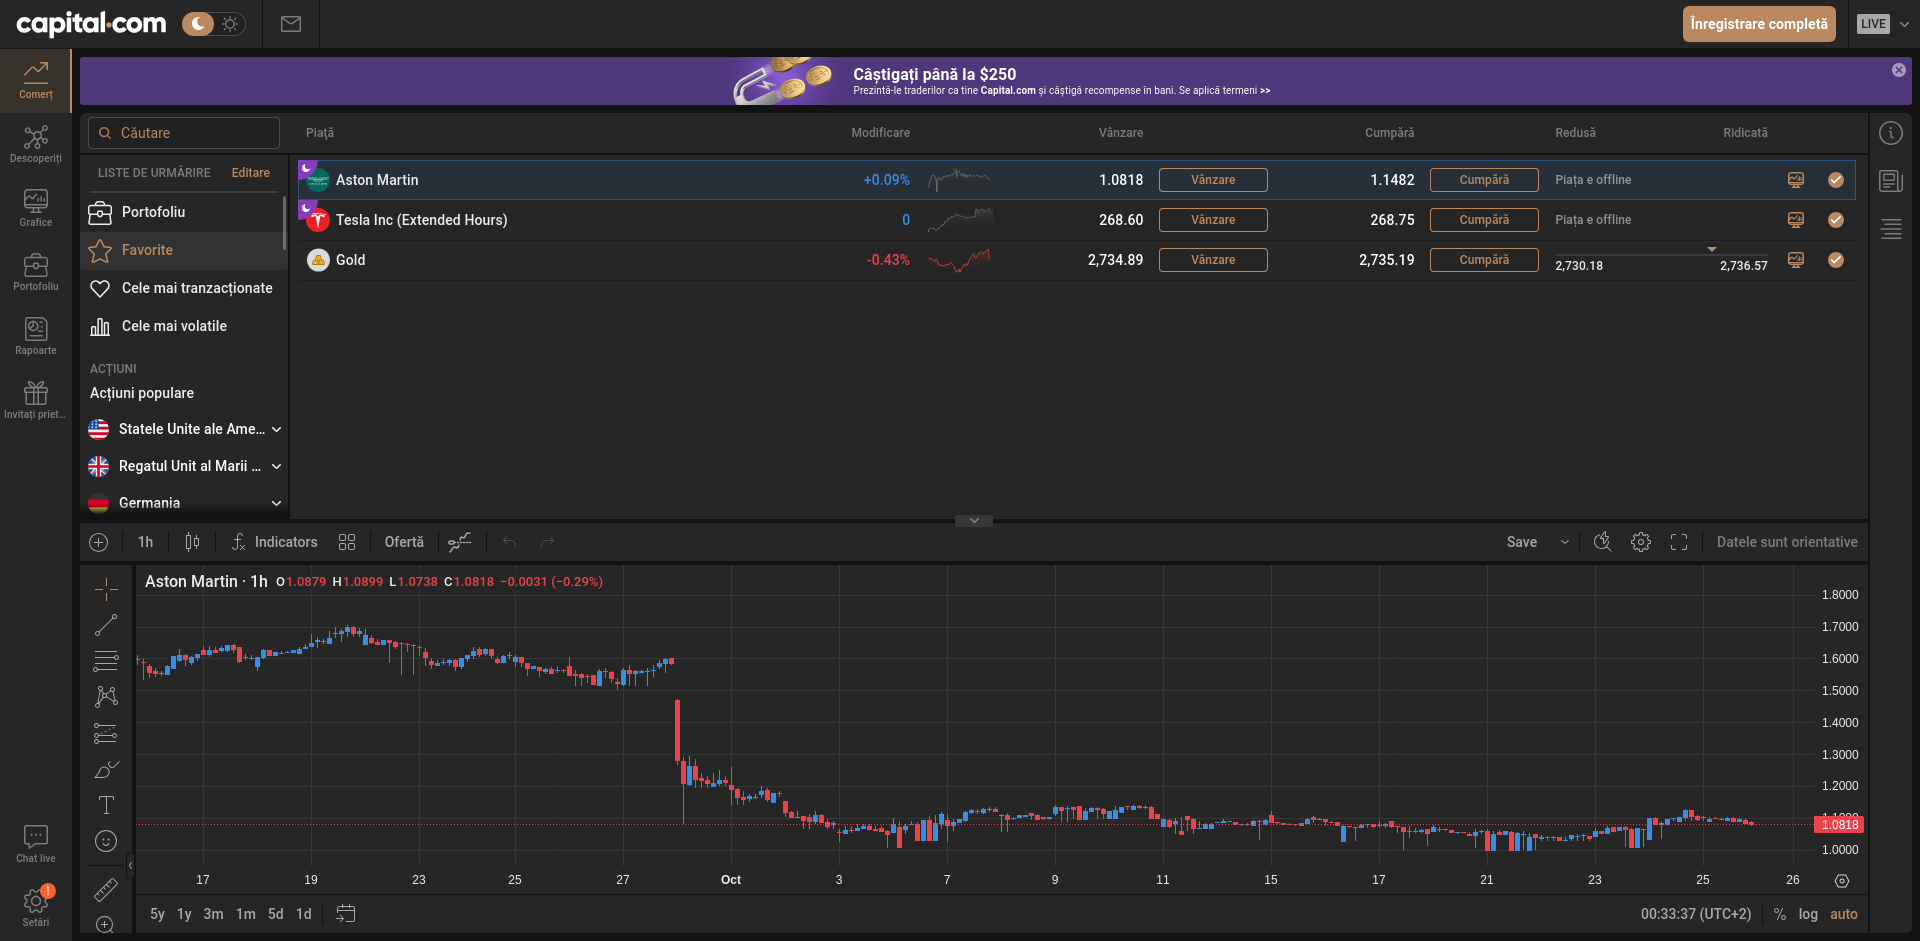 capital.com
Înregistrare completă
LIVE
Comerț
Descoperiți
Grafice
Portofoliu
Rapoarte
Invitați priet...
Chat live
!
Setări
Câștigați până la $250
Prezintă-le traderilor ca tine Capital.com și câștigă recompense în bani. Se aplică termeni >>
Căutare
Piață Modificare Vânzare Cumpără Redusă Ridicată
LISTE DE URMĂRIRE Editare
Portofoliu
Favorite
Cele mai tranzacționate
Cele mai volatile
ACȚIUNI
Acțiuni populare
Statele Unite ale Ame...
Regatul Unit al Marii ...
Germania
Aston Martin +0.09% 1.0818 Vânzare 1.1482 Cumpără Piața e offline
Tesla Inc (Extended Hours) 0 268.60 Vânzare 268.75 Cumpără Piața e offline
Gold -0.43% 2,734.89 Vânzare 2,735.19 Cumpără 2,730.18 2,736.57
1h Indicators Ofertă Save Datele sunt orientative
Aston Martin · 1h O1.0879 H1.0899 L1.0738 C1.0818 −0.0031 (−0.29%)
1.8000
1.7000
1.6000
1.5000
1.4000
1.3000
1.2000
1.0818
1.0000
17 19 23 25 27 Oct 3 7 9 11 15 17 21 23 25 26
5y 1y 3m 1m 5d 1d 00:33:37 (UTC+2) % log auto